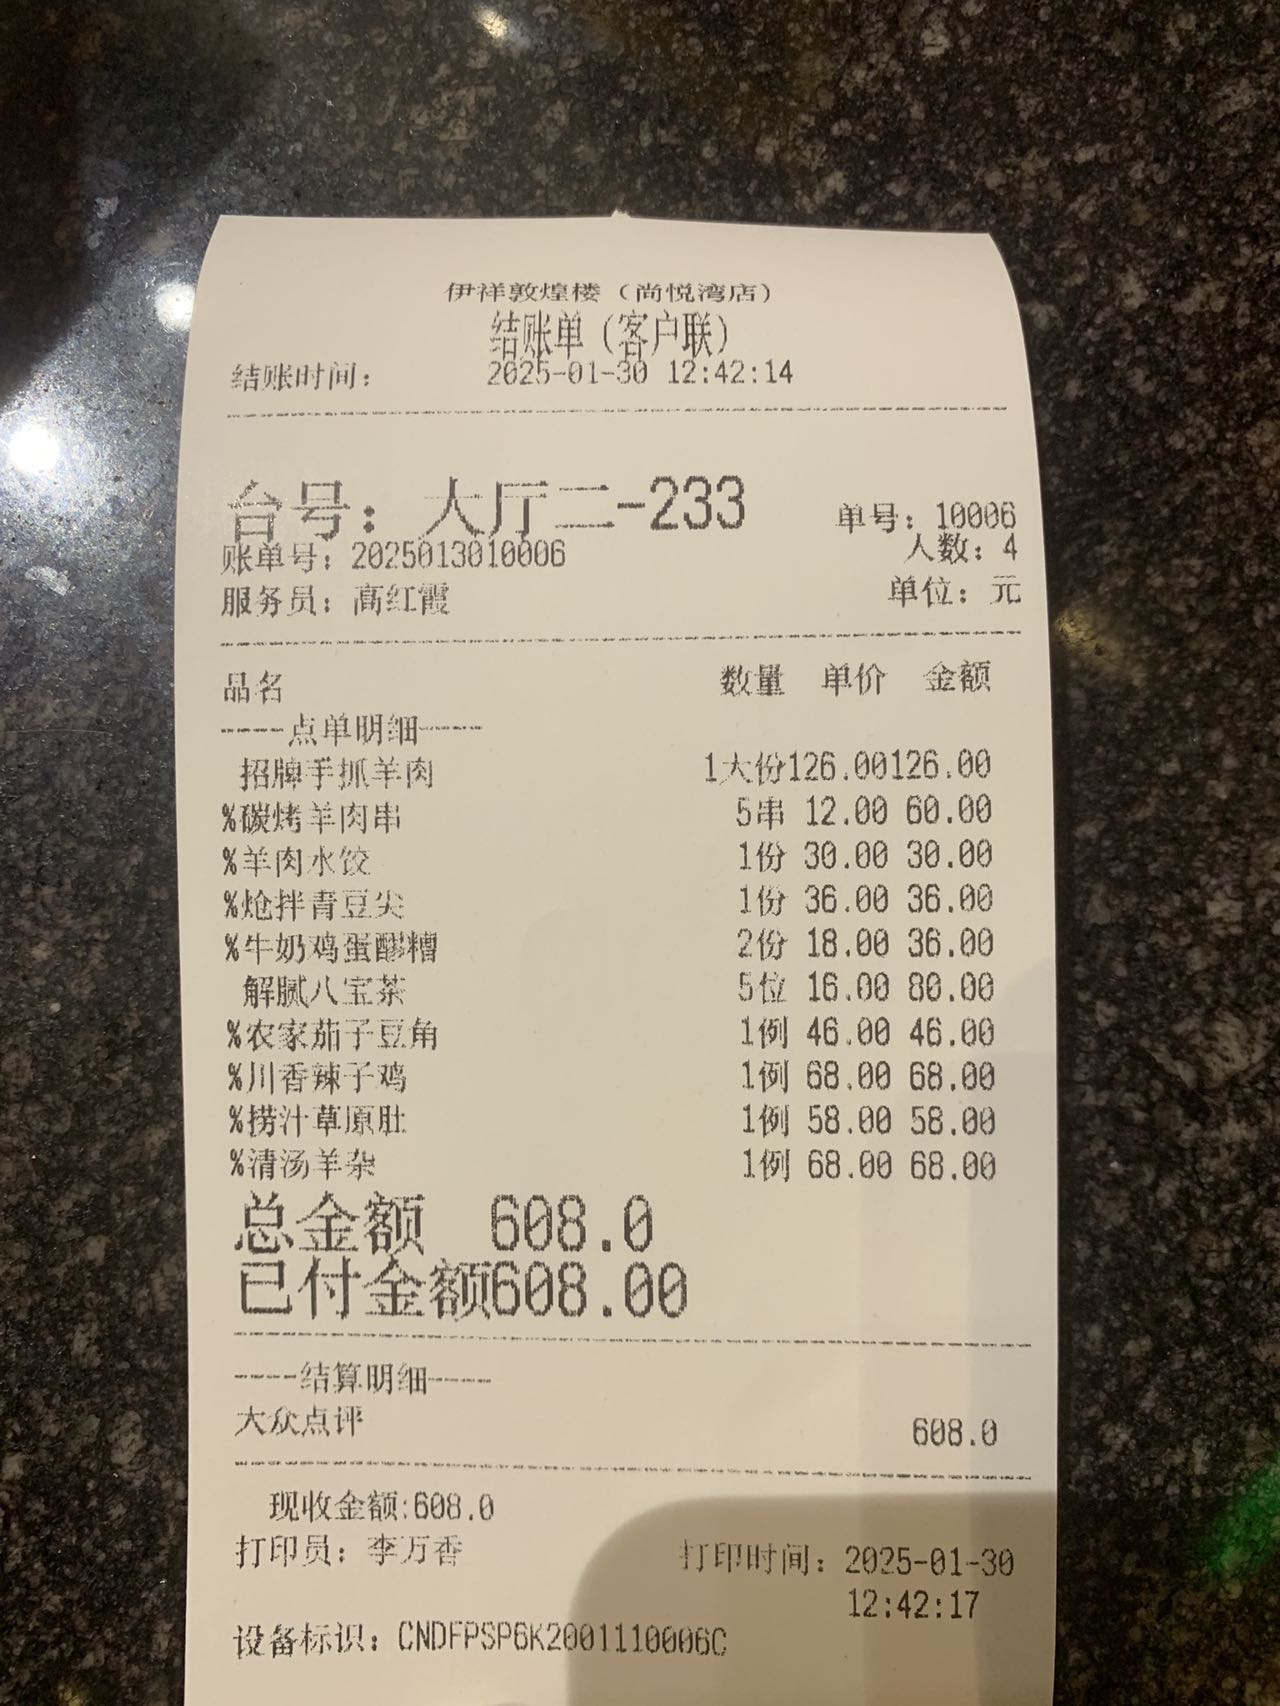 伊祥敦煌楼（尚悦湾店）
结账单（客户联）
结账时间： 2025-01-30 12:42:14
台号：大厅二-233 单号：10006
账单号：2025013010006 人数：4
服务员：高红霞 单位：元
品名 数量 单价 金额
----点单明细----
招牌手抓羊肉 1大份126.00126.00
%碳烤羊肉串 5串 12.00 60.00
%羊肉水饺 1份 30.00 30.00
%炝拌青豆尖 1份 36.00 36.00
%牛奶鸡蛋醪糟 2份 18.00 36.00
解腻八宝茶 5位 16.00 80.00
%农家茄子豆角 1例 46.00 46.00
%川香辣子鸡 1例 68.00 68.00
%捞汁草原肚 1例 58.00 58.00
%清汤羊杂 1例 68.00 68.00
总金额 608.0
已付金额608.00
----结算明细----
大众点评 608.0
现收金额:608.0
打印员：李万香 打印时间：2025-01-30
12:42:17
设备标识：CNDFPSP6K2001110006C